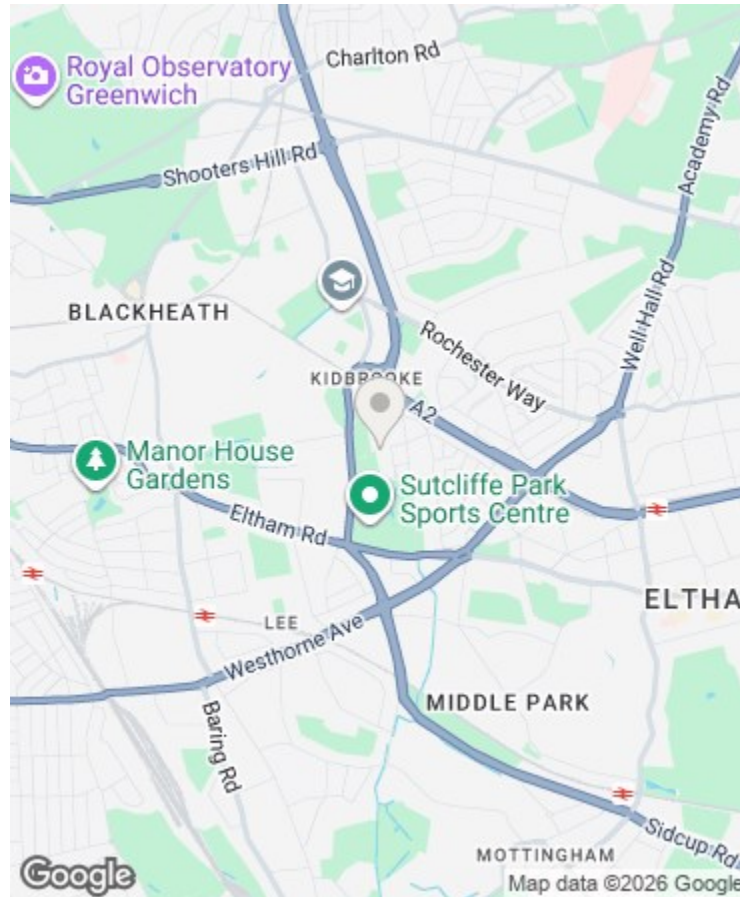 Charlton Rd
Royal Observatory
Greenwich
Academy Rd
Shooters Hill Rd
BLACKHEATH
Well Hall Rd
Rochester Way
KIDBROOKE
A2
Manor House
Gardens
Sutcliffe Park
Sports Centre
Eltham Rd
ELTHA
LEE
Westhorne Ave
MIDDLE PARK
Baring Rd
Sidcup Rd
MOTTINGHAM
Google
Map data ©2026 Google